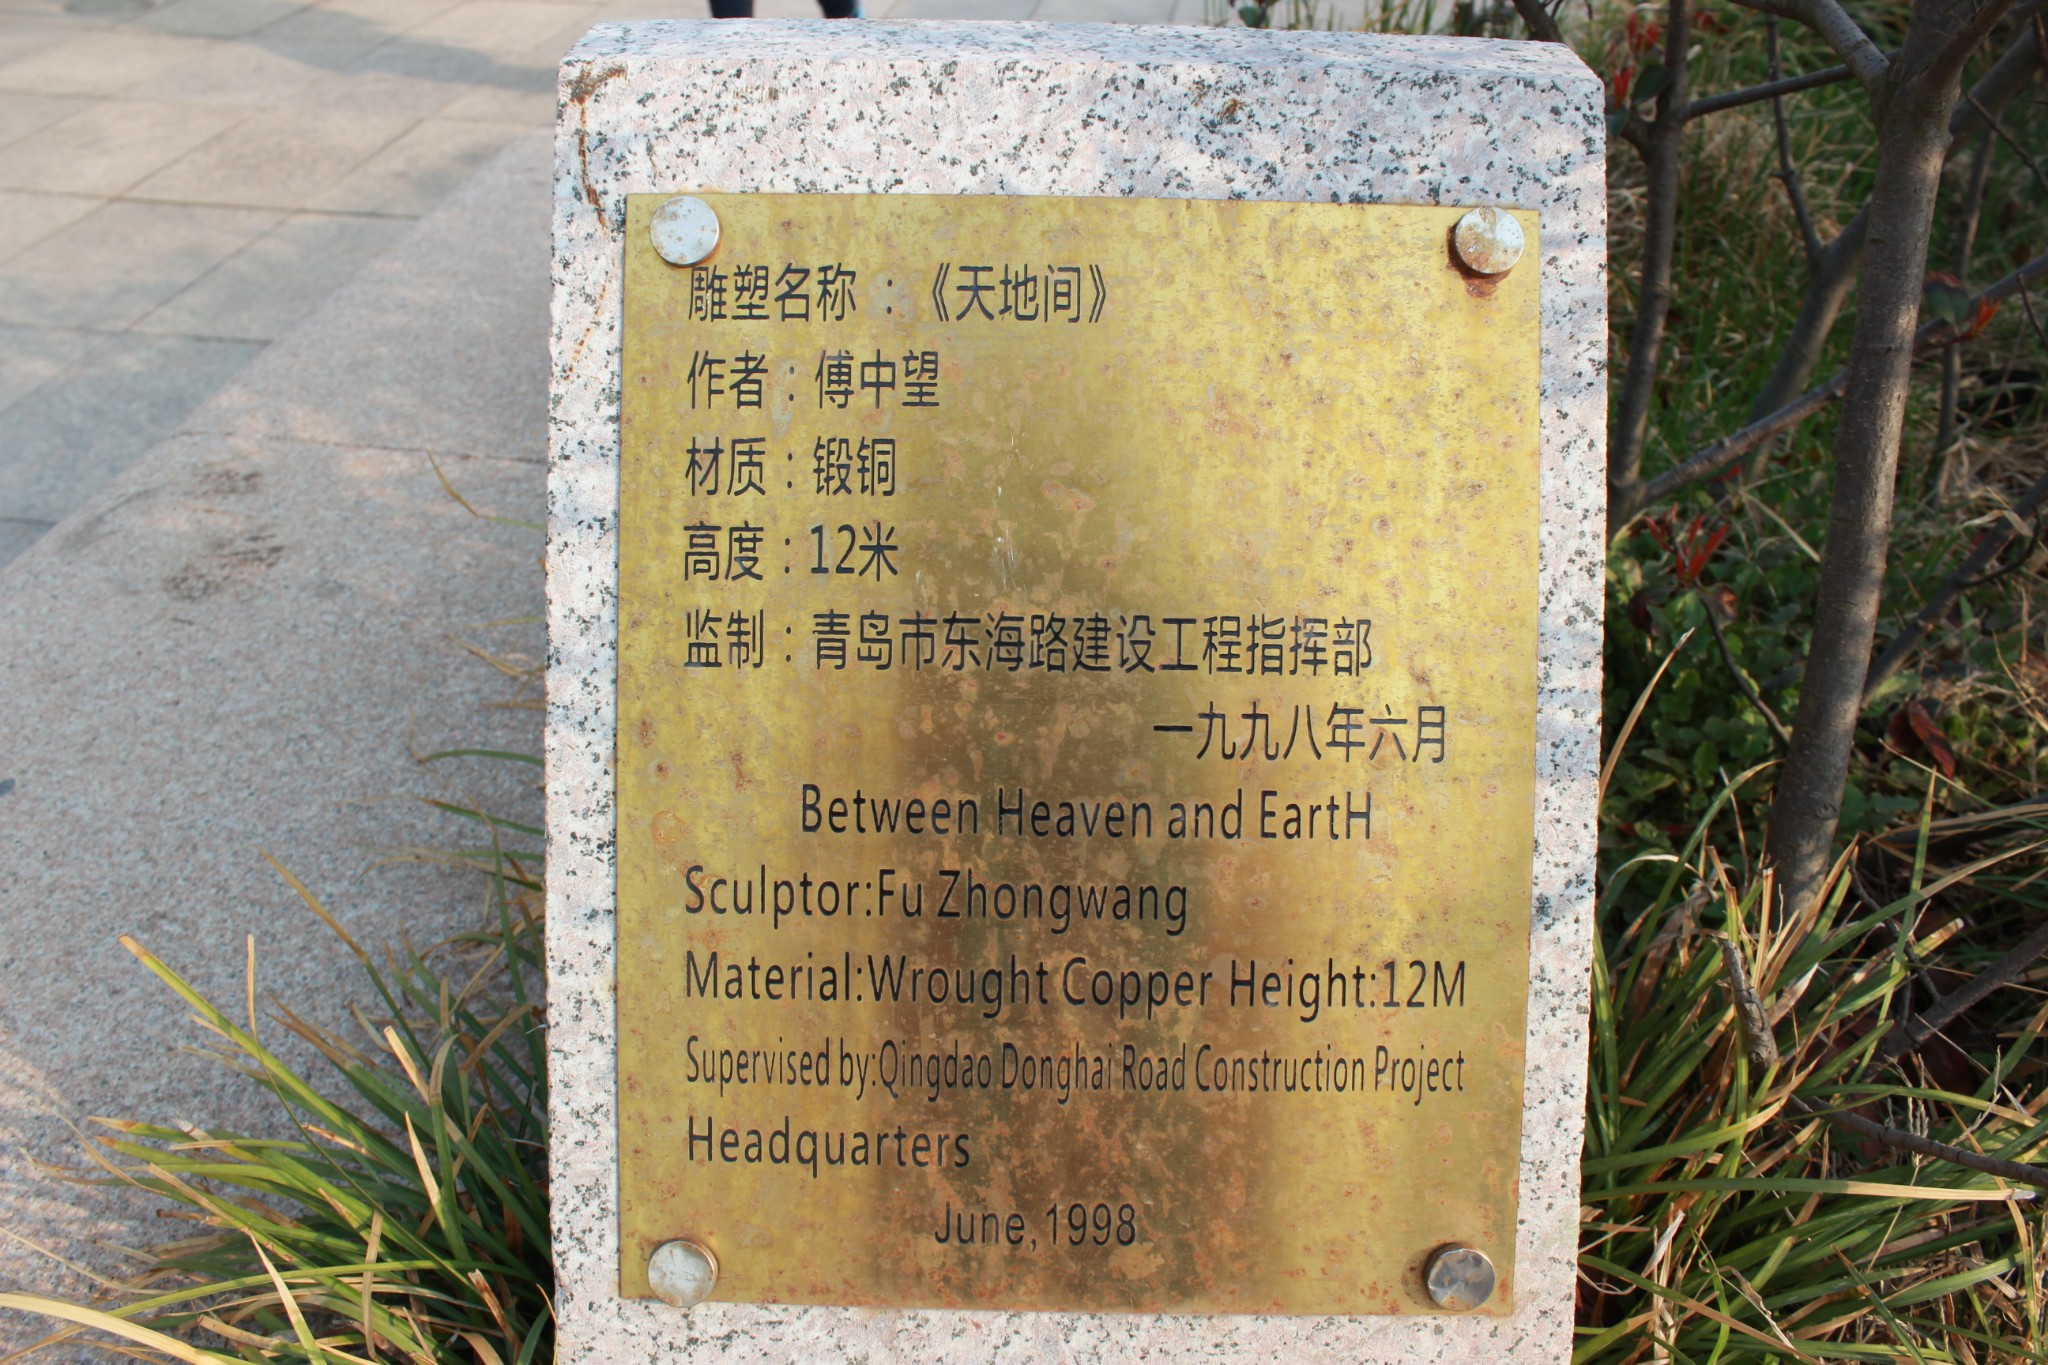 雕塑名称：《天地间》
作者：傅中望
材质：锻铜
高度：12米
监制：青岛市东海路建设工程指挥部
一九九八年六月
Between Heaven and EartH
Sculptor:Fu Zhongwang
Material:Wrought Copper Height:12M
Supervised by:Qingdao Donghai Road Construction Project
Headquarters
June,1998